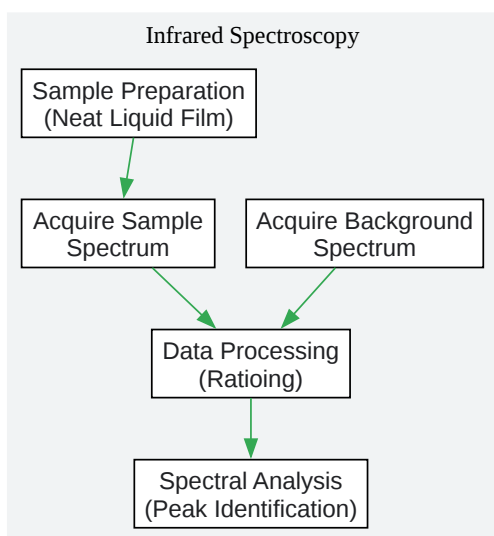 Infrared Spectroscopy
Sample Preparation
(Neat Liquid Film)
Acquire Sample
Spectrum
Acquire Background
Spectrum
Data Processing
(Ratioing)
Spectral Analysis
(Peak Identification)